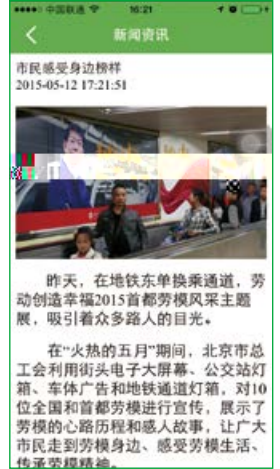 中国联通 16:21
新闻资讯
市民感受身边榜样
2015-05-12 17:21:51
昨天，在地铁东单换乘通道，劳
动创造幸福2015首都劳模风采主题
展，吸引着众多路人的目光。
在“火热的五月”期间，北京市总
工会利用街头电子大屏幕、公交站灯
箱、车体广告和地铁通道灯箱，对10
位全国和首都劳模进行宣传，展示了
劳模的心路历程和感人故事，让广大
市民走到劳模身边、感受劳模生活、
传承劳模精神。